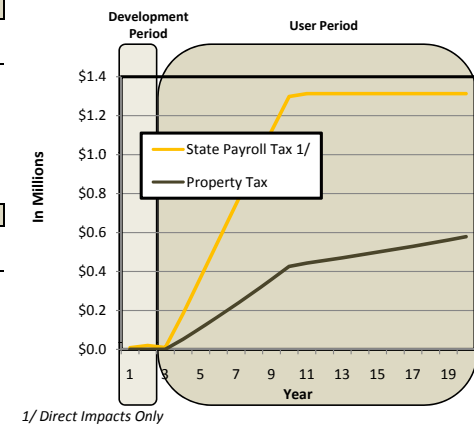 Development
Period
User Period
$1.4
$1.2
$1.0
$0.8
$0.6
$0.4
$0.2
$0.0
In Millions
State Payroll Tax 1/
Property Tax
1 3 5 7 9 11 13 15 17 19
Year
1/ Direct Impacts Only